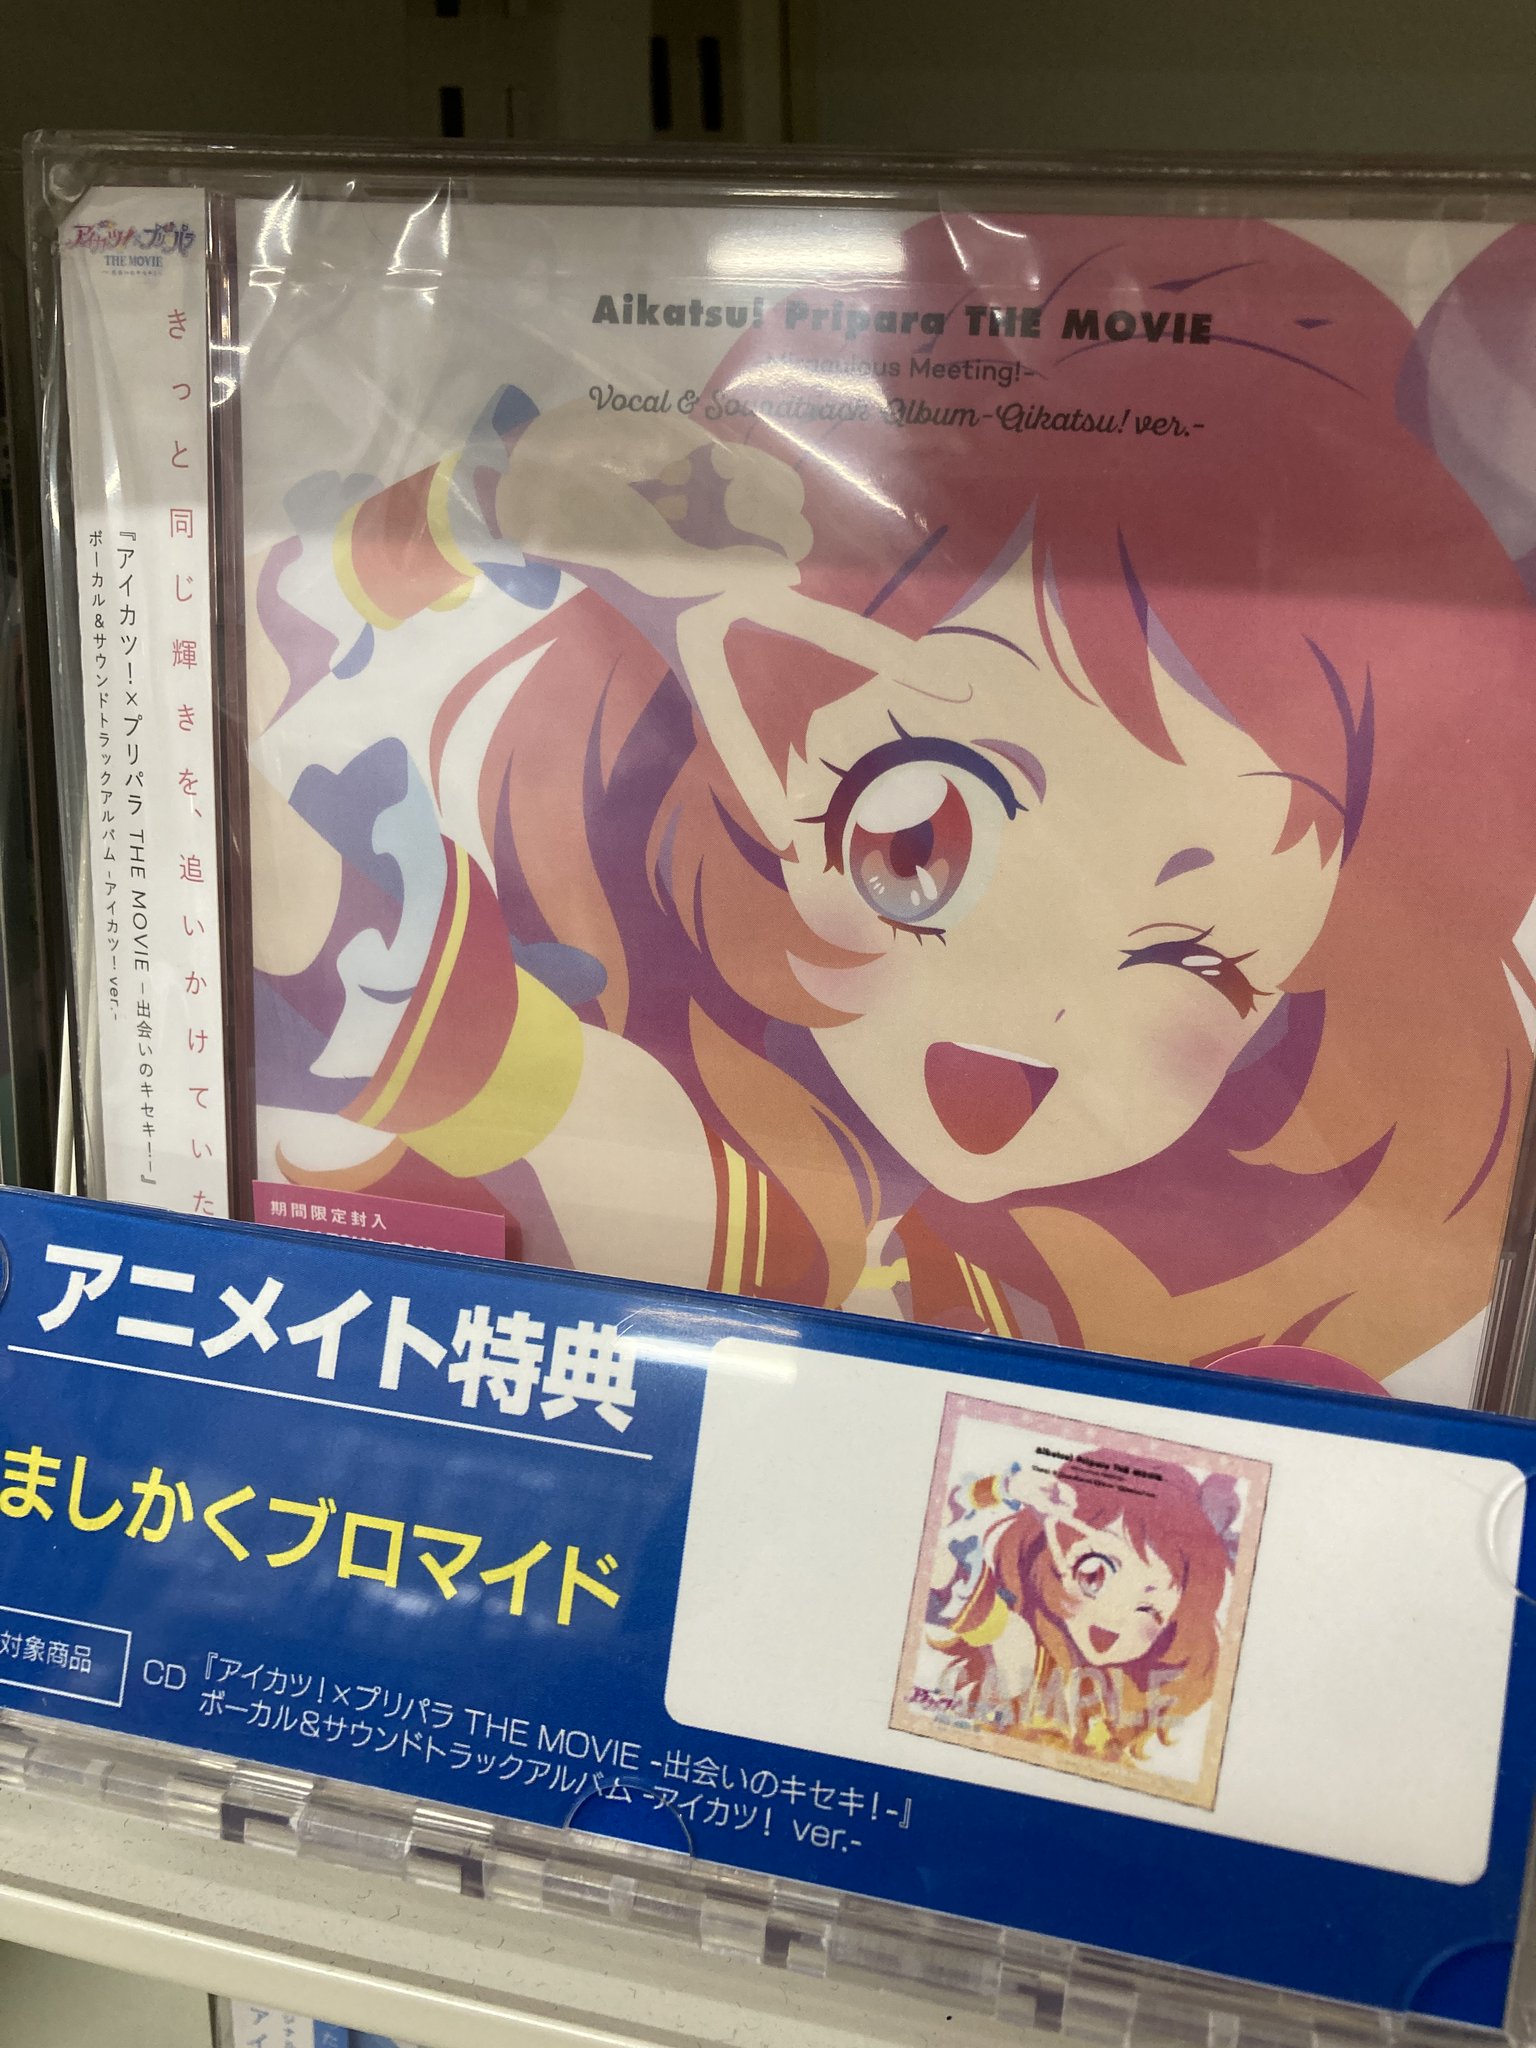 アイカツ!×プリパラ
THE MOVIE
きっと同じ輝きを、追いかけていた
『アイカツ!×プリパラ THE MOVIE -出会いのキセキ!-』
ボーカル&サウンドトラックアルバム -アイカツ! ver.-
Aikatsu! Pripara THE MOVIE
Meeting!-
Vocal & Soundtrack Album -Aikatsu! ver.-
期間限定封入
アニメイト特典
ましかくブロマイド
対象商品
CD 『アイカツ!×プリパラ THE MOVIE -出会いのキセキ!-』
ボーカル&サウンドトラックアルバム -アイカツ! ver.-
Aikatsu! Pripara THE MOVIE
SAMPLE